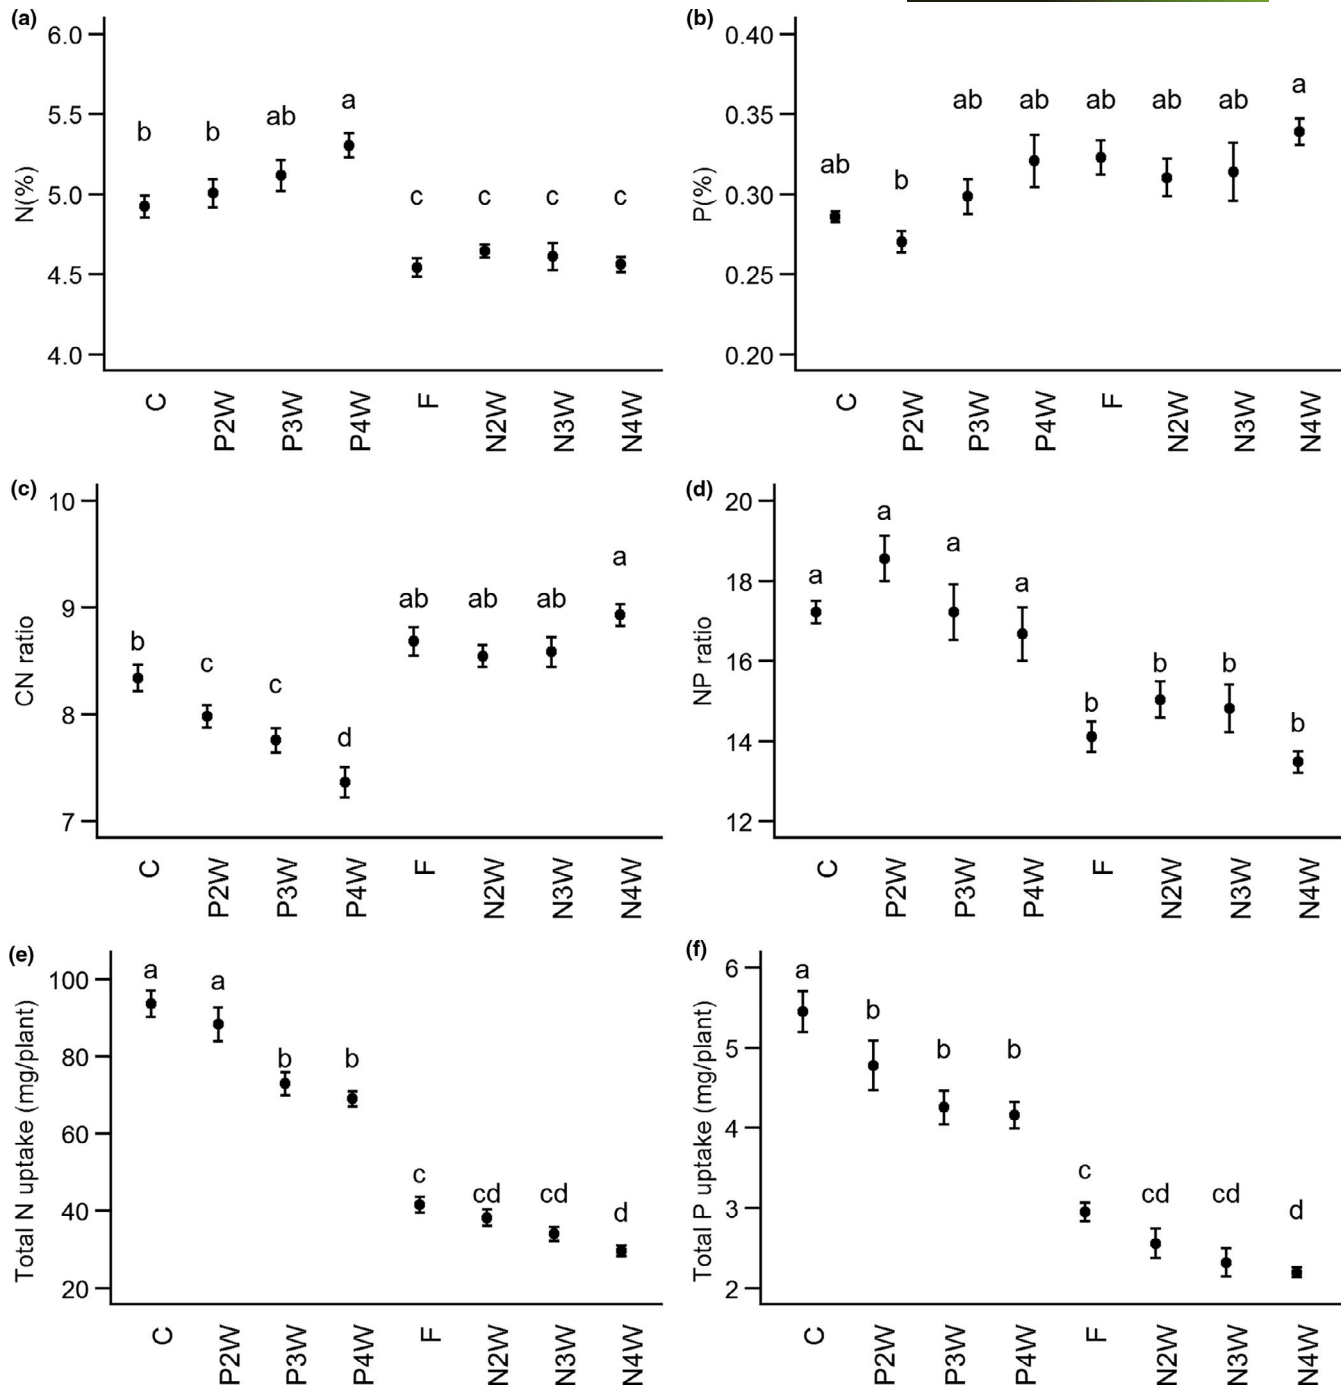 (a)
N(%)
6.0
5.5
5.0
4.5
4.0
b
b
ab
a
c
c
c
c
C
P2W
P3W
P4W
F
N2W
N3W
N4W
(b)
P(%)
0.40
0.35
0.30
0.25
0.20
ab
b
ab
ab
ab
ab
ab
a
C
P2W
P3W
P4W
F
N2W
N3W
N4W
(c)
CN ratio
10
9
8
7
b
c
c
d
ab
ab
ab
a
C
P2W
P3W
P4W
F
N2W
N3W
N4W
(d)
NP ratio
20
18
16
14
12
a
a
a
a
b
b
b
b
C
P2W
P3W
P4W
F
N2W
N3W
N4W
(e)
Total N uptake (mg/plant)
100
80
60
40
20
a
a
b
b
c
cd
cd
d
C
P2W
P3W
P4W
F
N2W
N3W
N4W
(f)
Total P uptake (mg/plant)
6
5
4
3
2
a
b
b
b
c
cd
cd
d
C
P2W
P3W
P4W
F
N2W
N3W
N4W